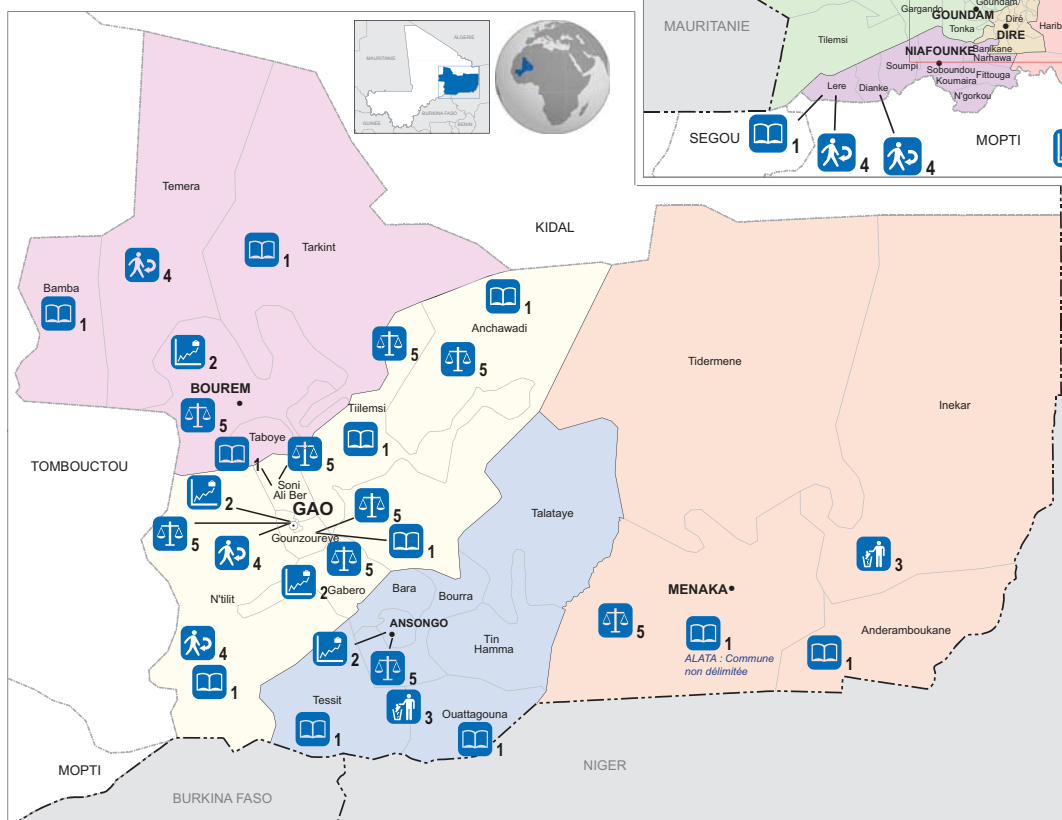 MAURITANIE
Gargando
Goundam
GOUNDAM
Tonka
Diré
DIRE
Tilemsi
NIAFOUNKE
Banikane
Narhawa
Soumpi
Soboundou
Koumaira
Fittouga
Lere
Dianke
N'gorkou
SEGOU
1
4
4
MOPTI
ALGERIE
MAURITANIE
BURKINA FASO
GUINEE
BENIN
Temera
KIDAL
Tarkint
1
4
Bamba
1
1
Anchawadi
5
5
2
BOUREM
5
Tidermene
Inekar
Tiilemsi
1
Taboye
1
5
TOMBOUCTOU
Soni
Ali Ber
2
GAO
5
5
4
Gounzoureye
1
5
Talataye
3
2
Gabero
N'tilit
Bara
Bourra
MENAKA
ANSONGO
5
1
4
2
Tin
Hamma
Anderamboukane
1
ALATA : Commune
non délimitée
5
1
Tessit
3
Ouattagouna
1
1
MOPTI
NIGER
BURKINA FASO